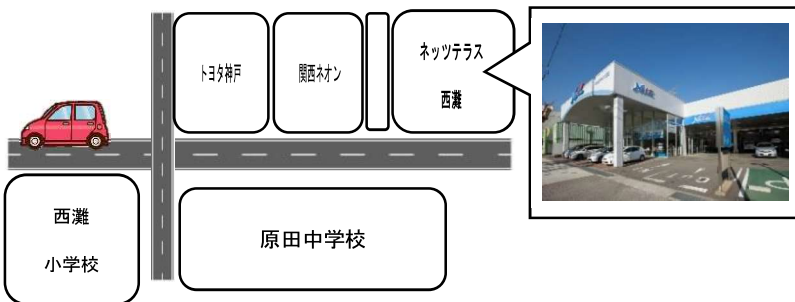 トヨタ神戸
関西ネオン
ネッツテラス
西灘
西灘
小学校
原田中学校